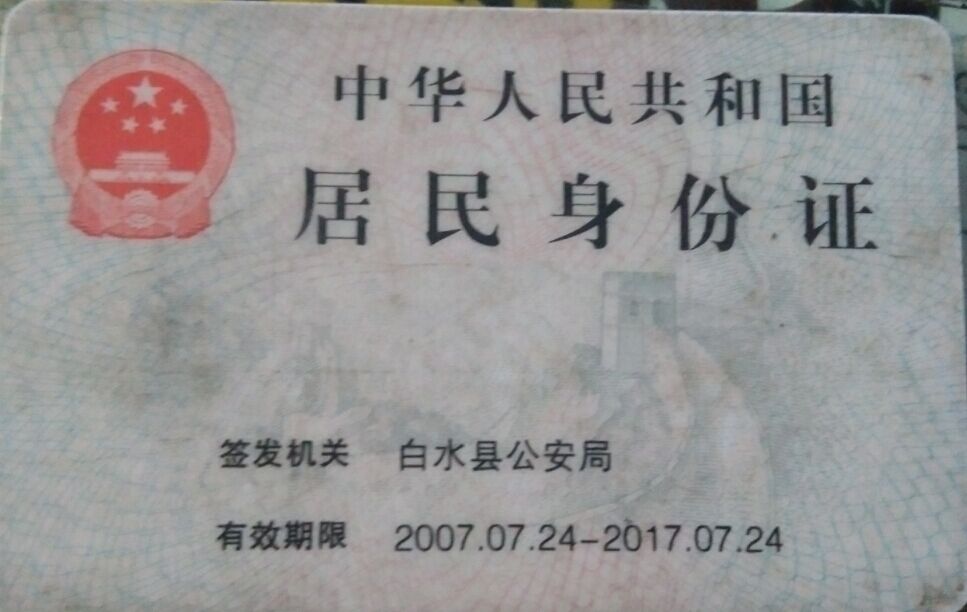 中华人民共和国
居民身份证
签发机关 白水县公安局
有效期限 2007.07.24-2017.07.24